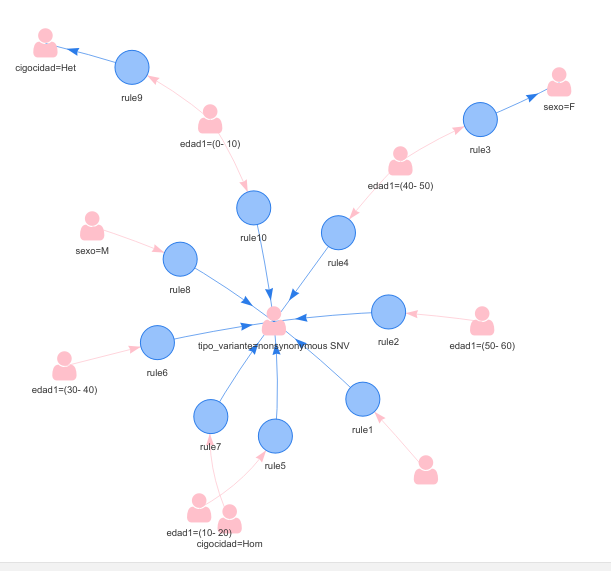 cigocidad=Het
rule9
sexo=F
rule3
edad1=(0- 10)
edad1=(40- 50)
rule10
sexo=M
rule4
rule8
tipo_variante=nonsynonymous SNV
rule2
edad1=(50- 60)
rule6
edad1=(30- 40)
rule7
rule1
rule5
edad1=(10- 20)
cigocidad=Hom